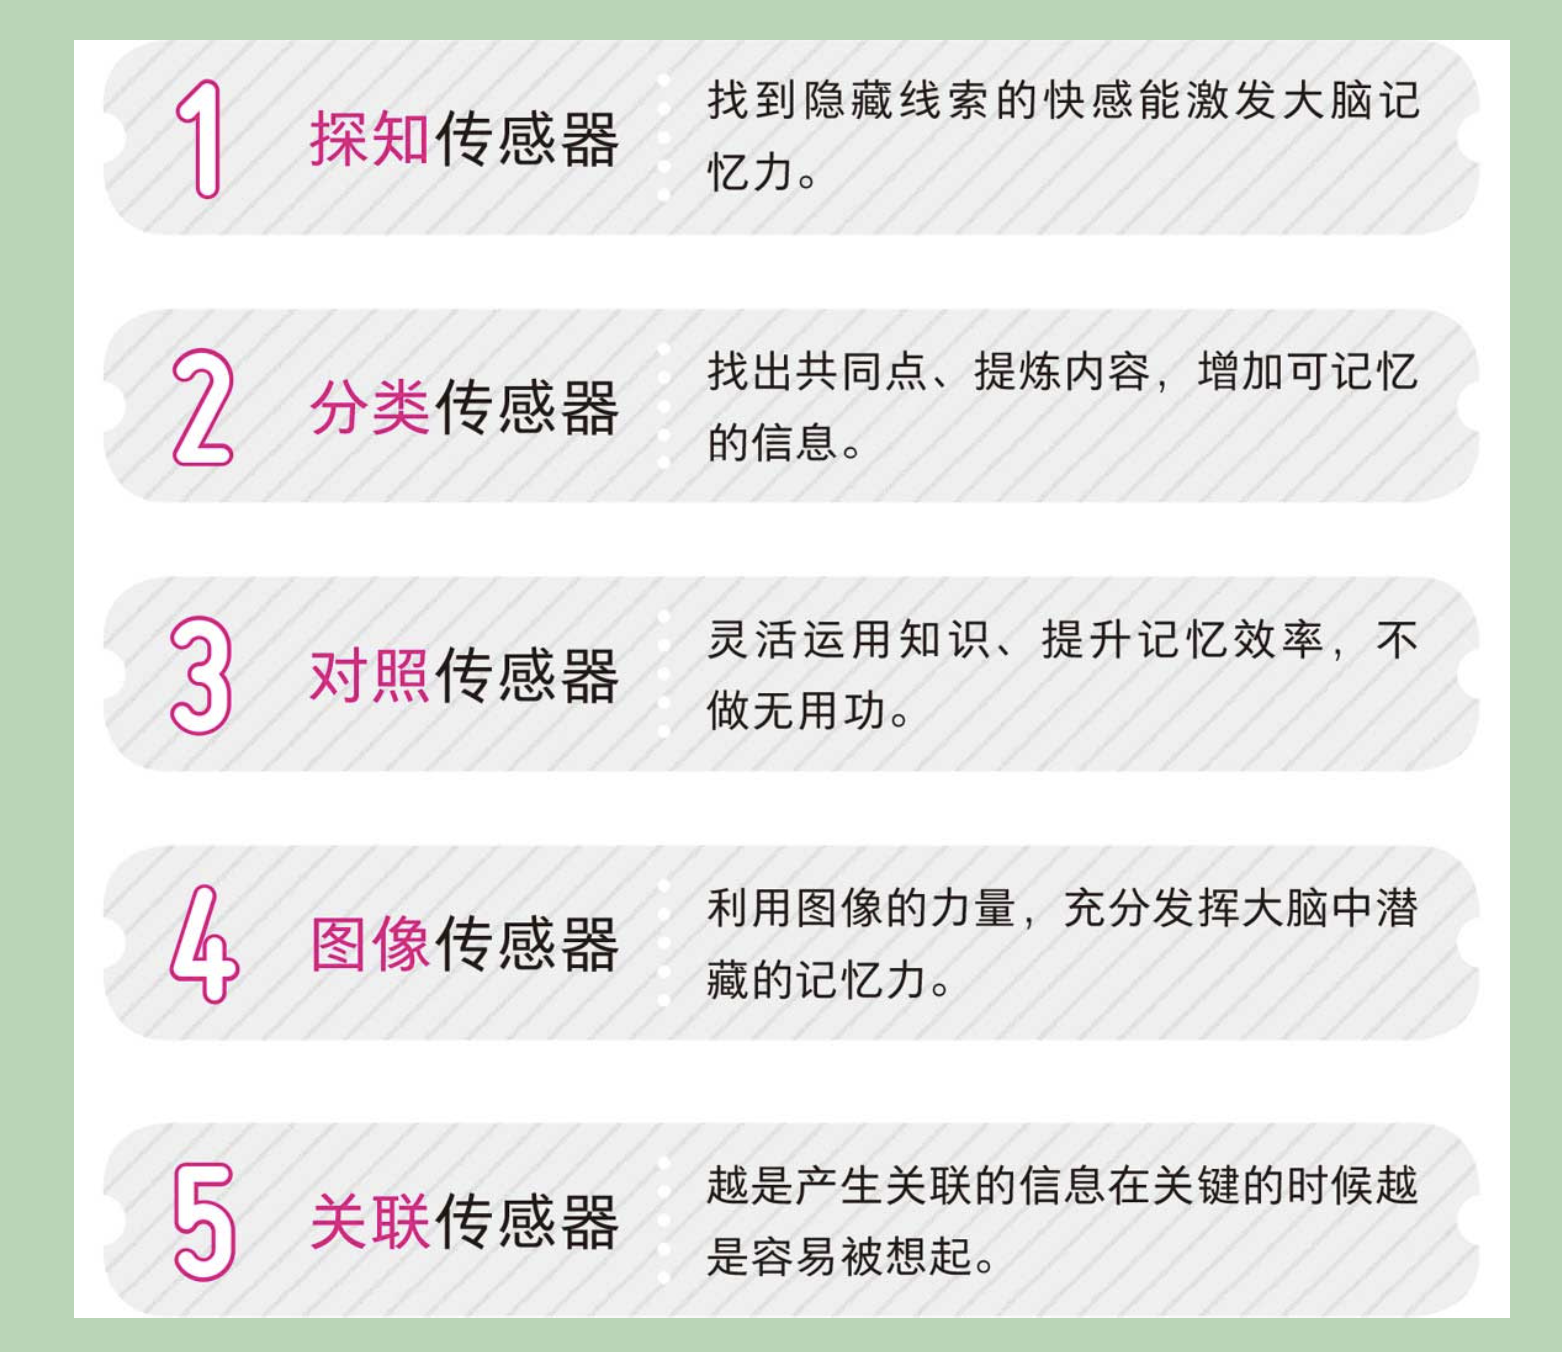 1
探知传感器
找到隐藏线索的快感能激发大脑记
忆力。
2
分类传感器
找出共同点、提炼内容，增加可记忆
的信息。
3
对照传感器
灵活运用知识、提升记忆效率，不
做无用功。
4
图像传感器
利用图像的力量，充分发挥大脑中潜
藏的记忆力。
5
关联传感器
越是产生关联的信息在关键的时候越
是容易被想起。